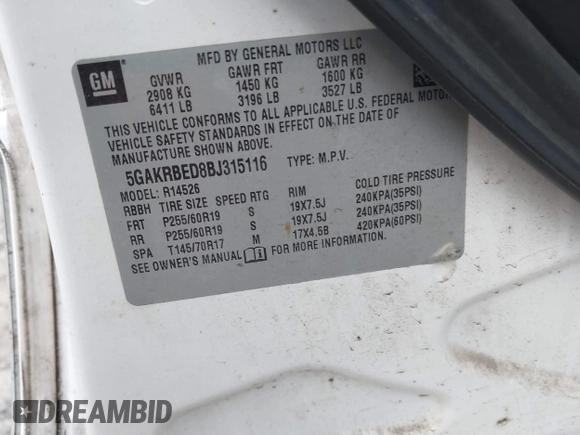 MFD BY GENERAL MOTORS LLC
GM
GVWR GAWR FRT GAWR RR
2908 KG 1450 KG 1600 KG
6411 LB 3196 LB 3527 LB
THIS VEHICLE CONFORMS TO ALL APPLICABLE U.S. FEDERAL MOTOR
VEHICLE SAFETY STANDARDS IN EFFECT ON THE DATE OF
MANUFACTURE SHOWN ABOVE.
5GAKRBED8BJ315116 TYPE: M.P.V.
MODEL: R14526
RBBH TIRE SIZE SPEED RTG RIM COLD TIRE PRESSURE
FRT P255/60R19 S 19X7.5J 240KPA(35PSI)
RR P255/60R19 S 19X7.5J 240KPA(35PSI)
SPA T145/70R17 M 17X4.5B 420KPA(60PSI)
SEE OWNER'S MANUAL FOR MORE INFORMATION.
DREAMBID